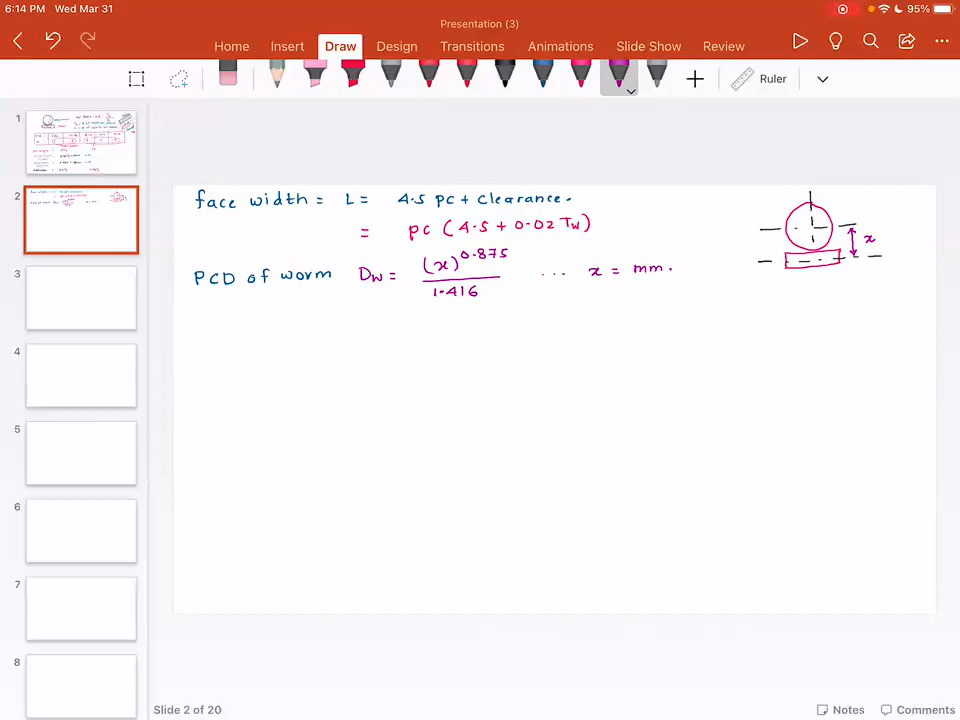 6:14 PM Wed Mar 31
95%
Presentation (3)
Home Insert Draw Design Transitions Animations Slide Show Review
Ruler
1
2
3
4
5
6
7
8
face width = L = 4.5 pc + clearance.
= pc (4.5 + 0.02 Tw)
PCD of worm Dw = (x)^0.875 / 1.416 ... x = mm.
x
Slide 2 of 20
Notes
Comments